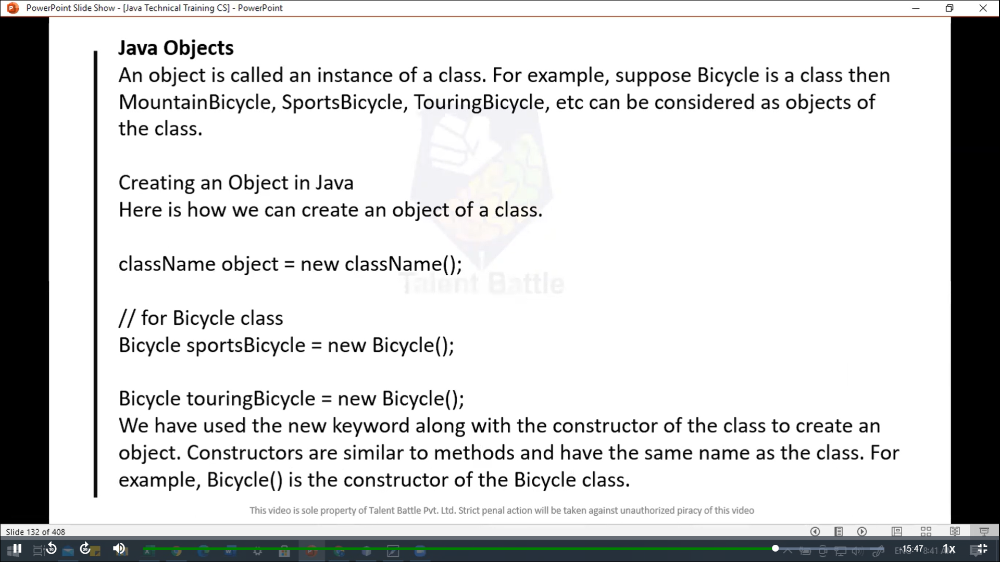 PowerPoint Slide Show - [Java Technical Training CS] - PowerPoint
Java Objects
An object is called an instance of a class. For example, suppose Bicycle is a class then
MountainBicycle, SportsBicycle, TouringBicycle, etc can be considered as objects of
the class.
Creating an Object in Java
Here is how we can create an object of a class.
className object = new className();
Talent Battle
// for Bicycle class
Bicycle sportsBicycle = new Bicycle();
Bicycle touringBicycle = new Bicycle();
We have used the new keyword along with the constructor of the class to create an
object. Constructors are similar to methods and have the same name as the class. For
example, Bicycle() is the constructor of the Bicycle class.
This video is sole property of Talent Battle Pvt. Ltd. Strict penal action will be taken against unauthorized piracy of this video
Slide 132 of 408
10 30 -15:47 1x